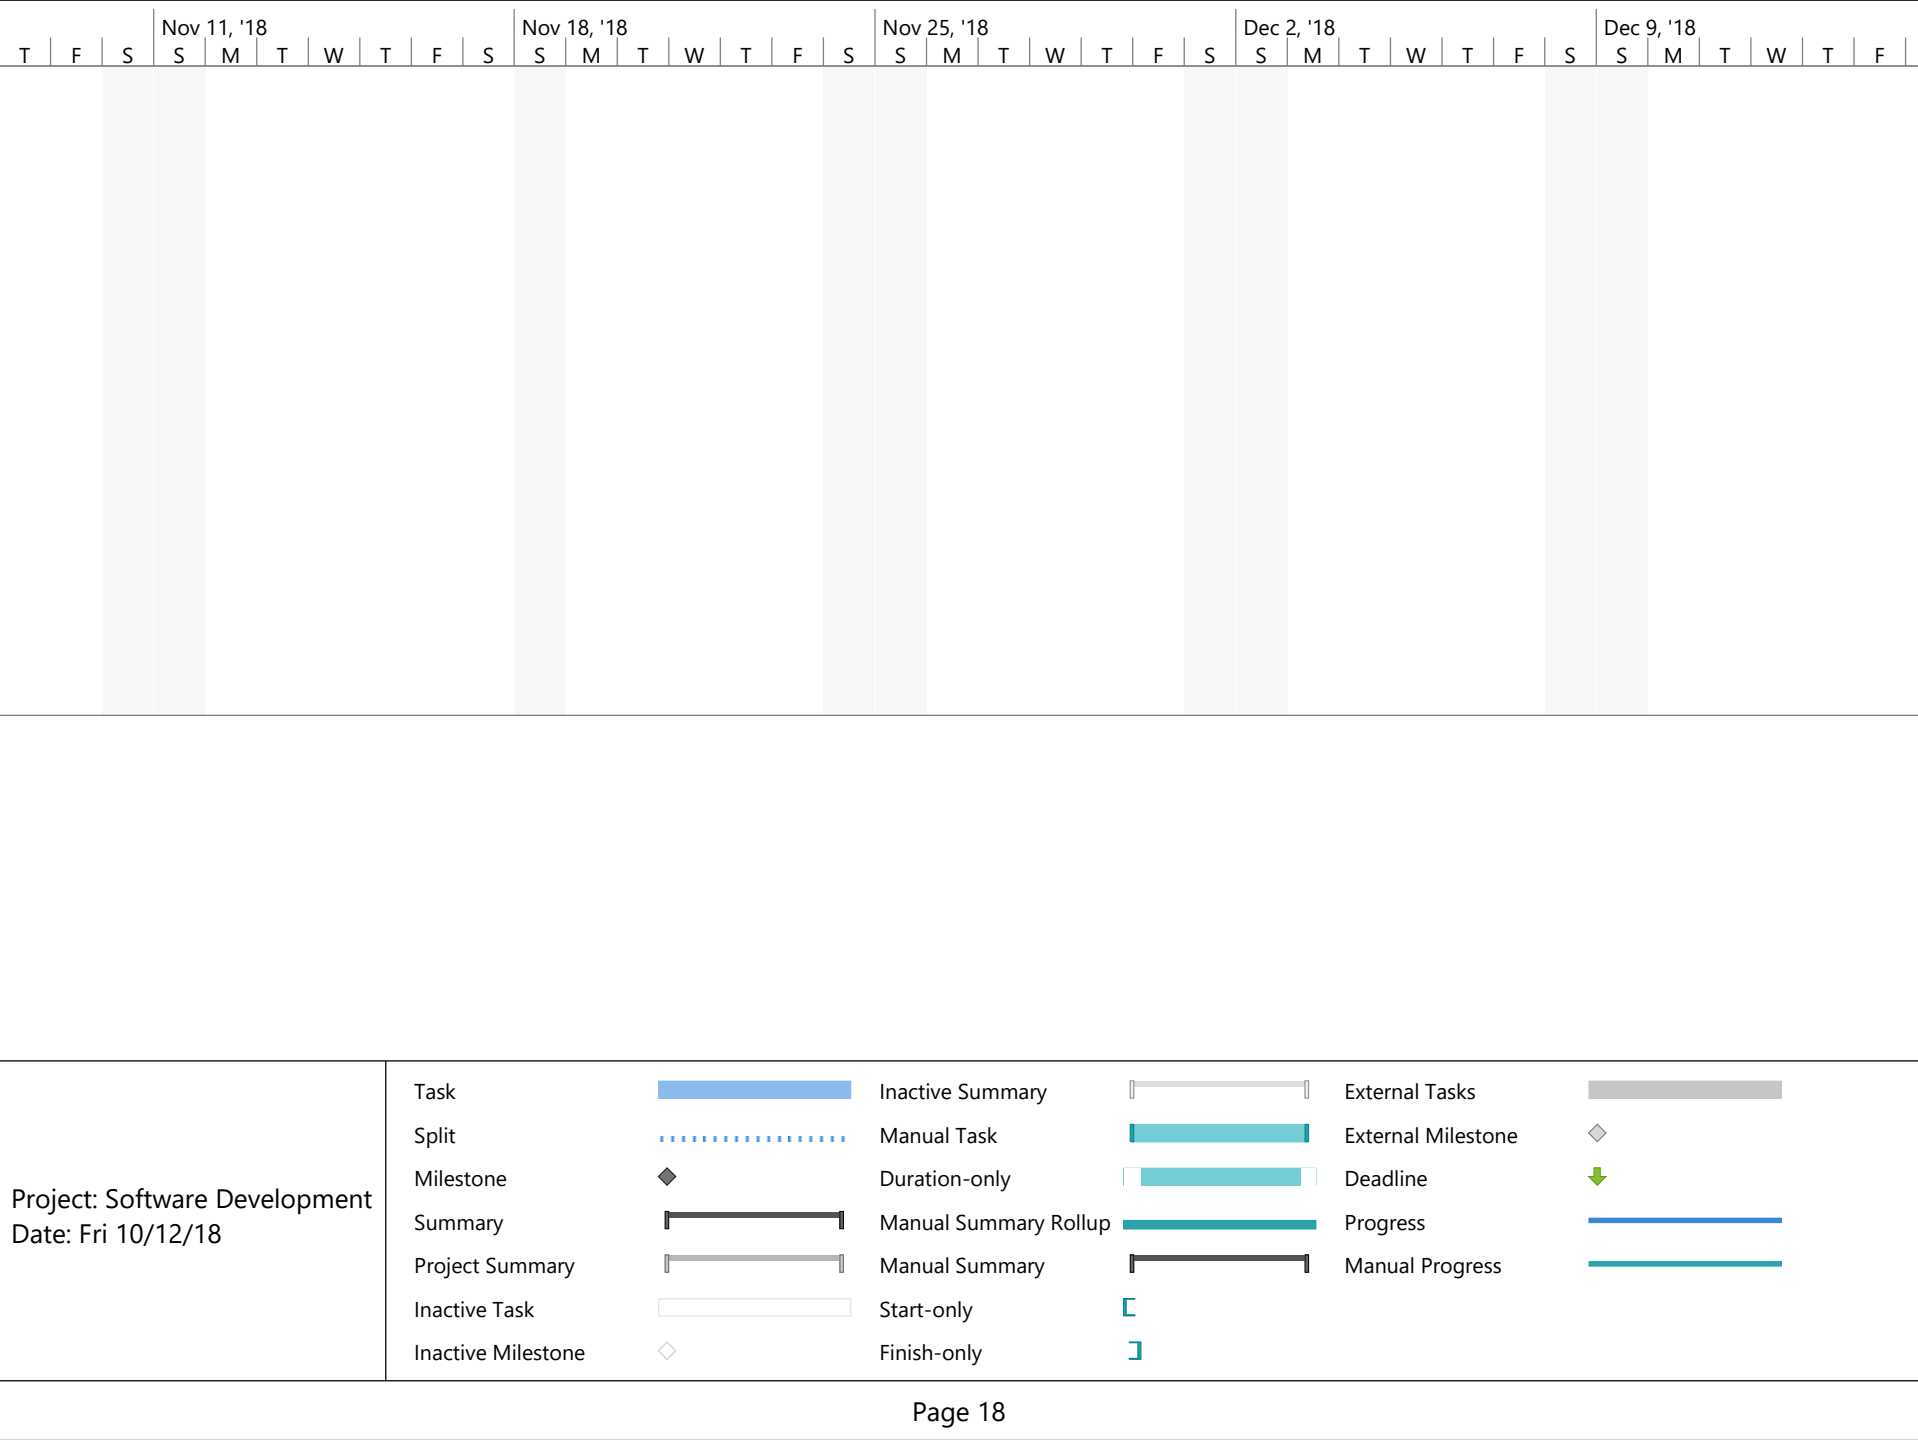 Nov 11, '18 Nov 18, '18 Nov 25, '18 Dec 2, '18 Dec 9, '18
T F S S M T W T F S S M T W T F S S M T W T F S S M T W T F S S M T W T F
Project: Software Development
Date: Fri 10/12/18
Task
Split
Milestone
Summary
Project Summary
Inactive Task
Inactive Milestone
Inactive Summary
Manual Task
Duration-only
Manual Summary Rollup
Manual Summary
Start-only
Finish-only
External Tasks
External Milestone
Deadline
Progress
Manual Progress
Page 18